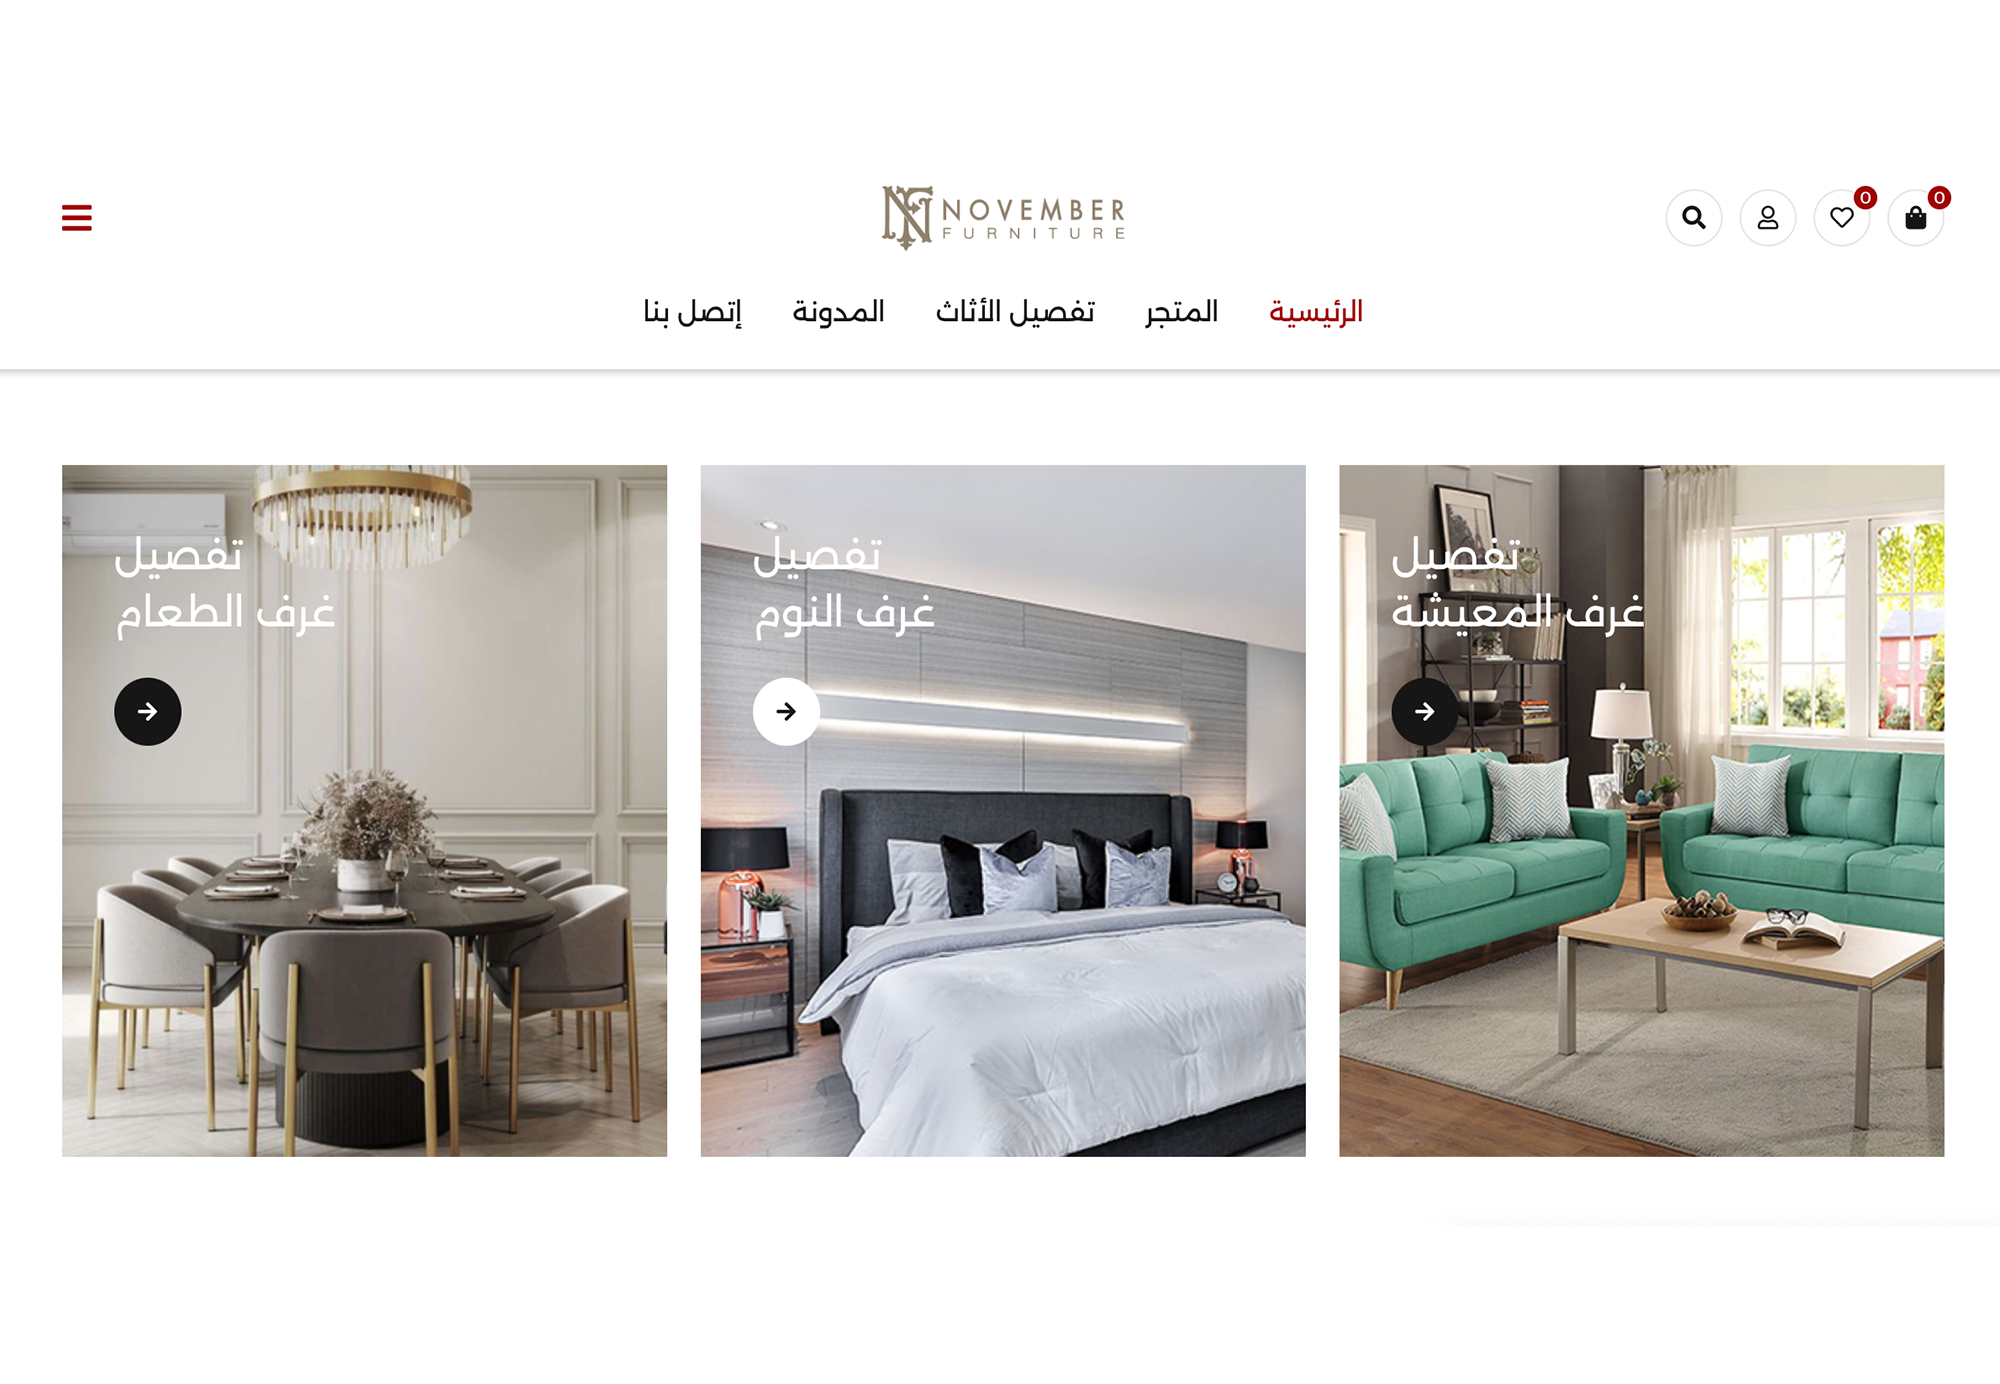 NOVEMBER
FURNITURE
0
0
الرئيسية
المتجر
تفصيل الأثاث
المدونة
إتصل بنا
تفصيل
غرف المعيشة
تفصيل
غرف النوم
تفصيل
غرف الطعام